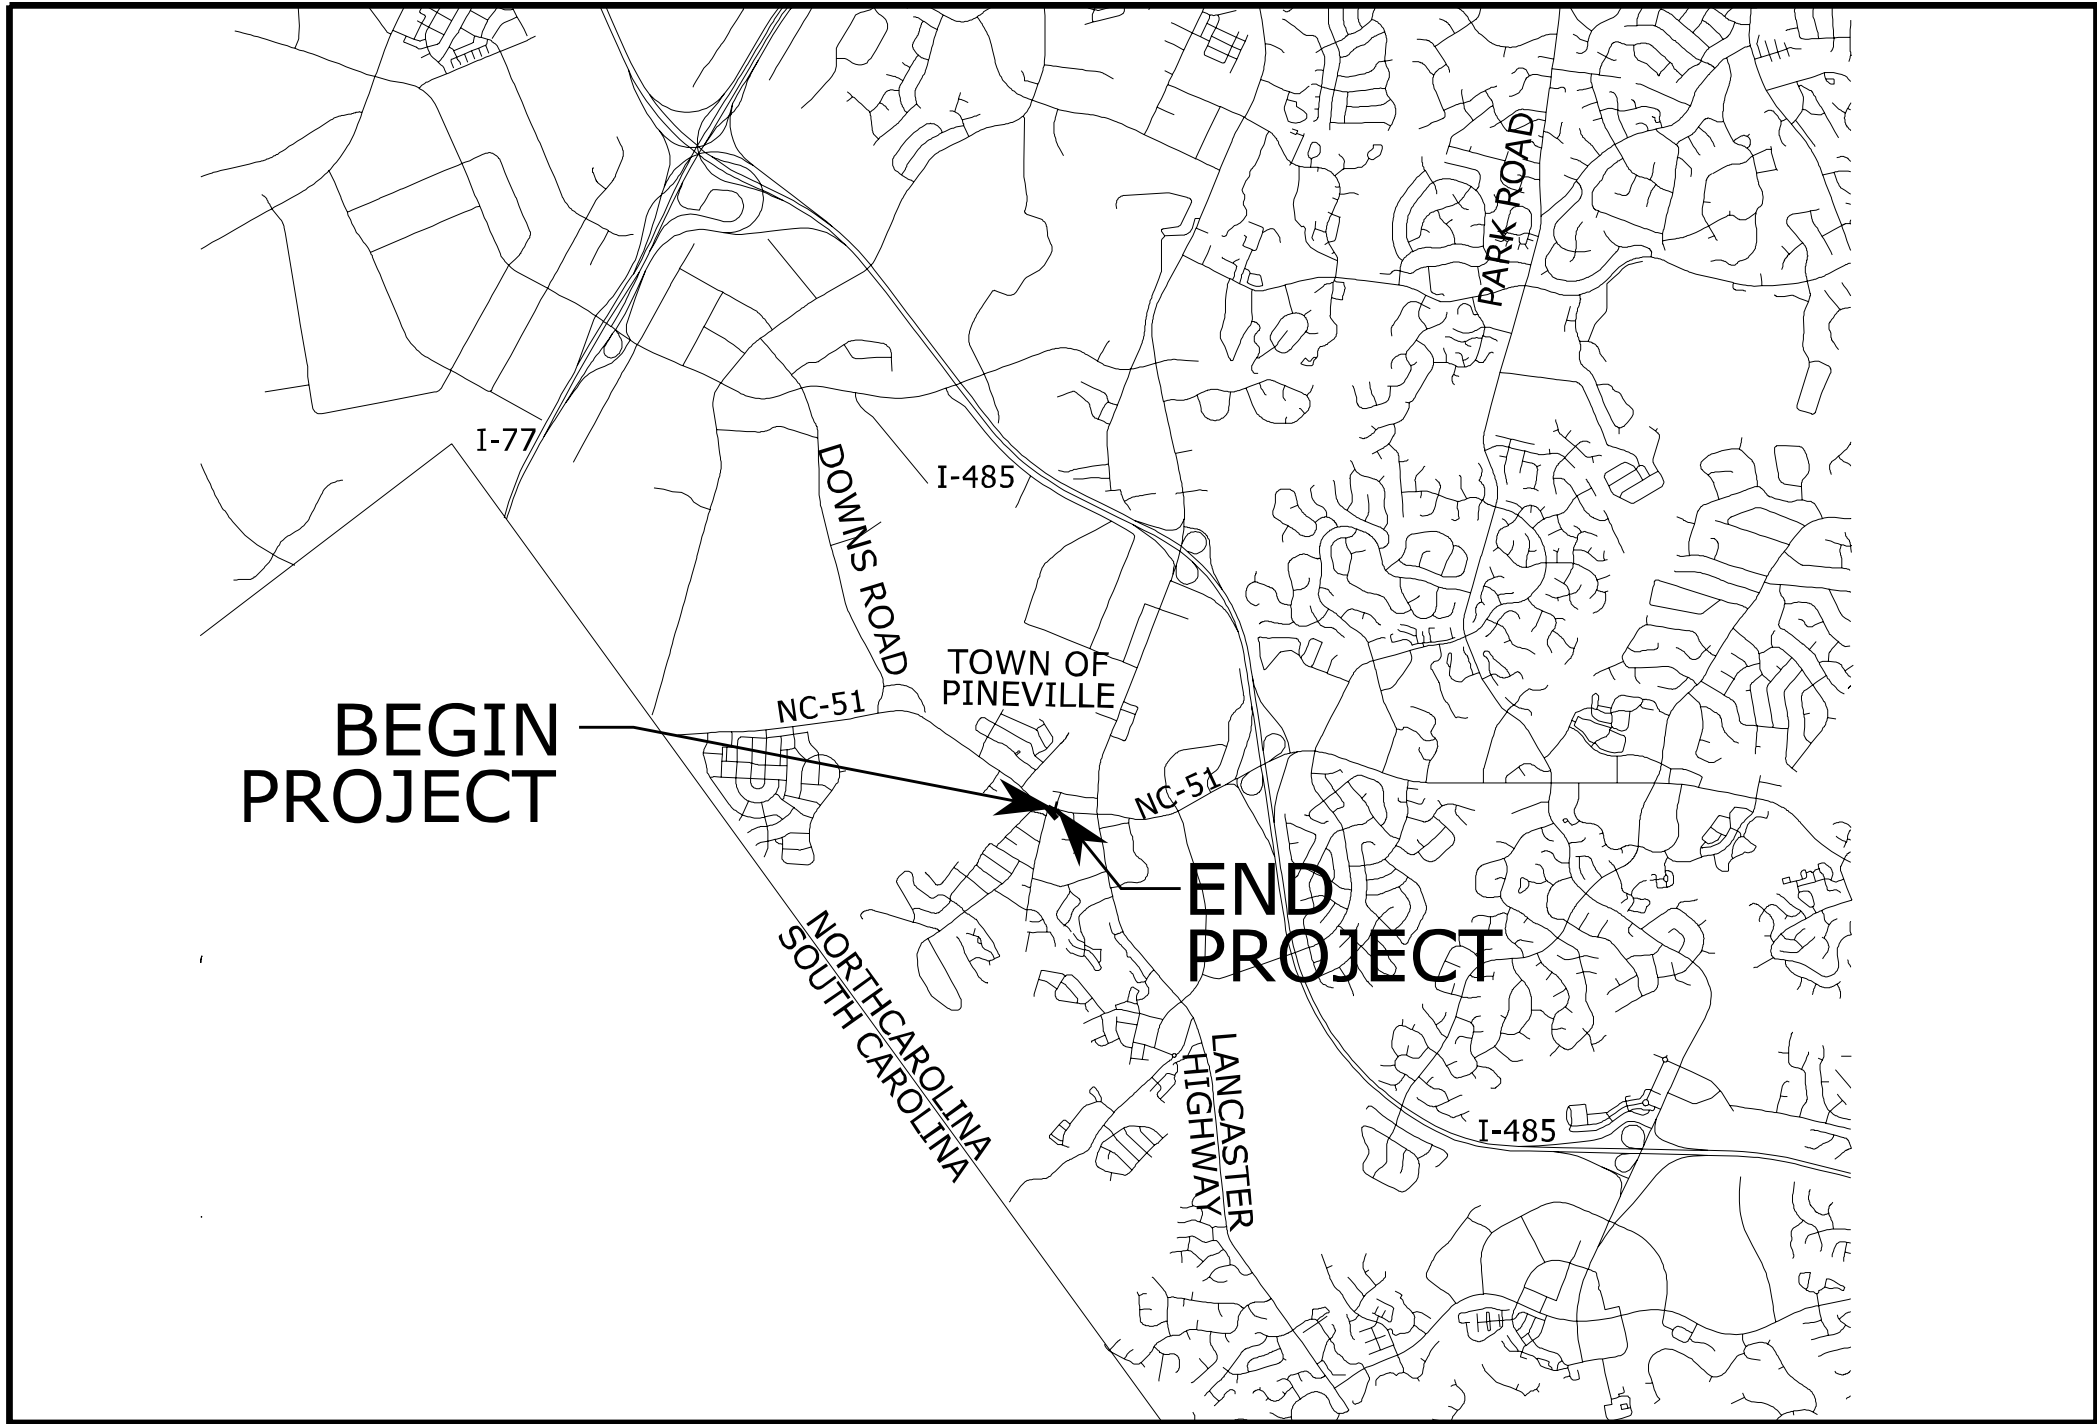 PARK ROAD
I-77
I-485
DOWNS ROAD
TOWN OF
PINEVILLE
NC-51
BEGIN
PROJECT
NC-51
END
PROJECT
NORTHCAROLINA
SOUTH CAROLINA
LANCASTER
HIGHWAY
I-485